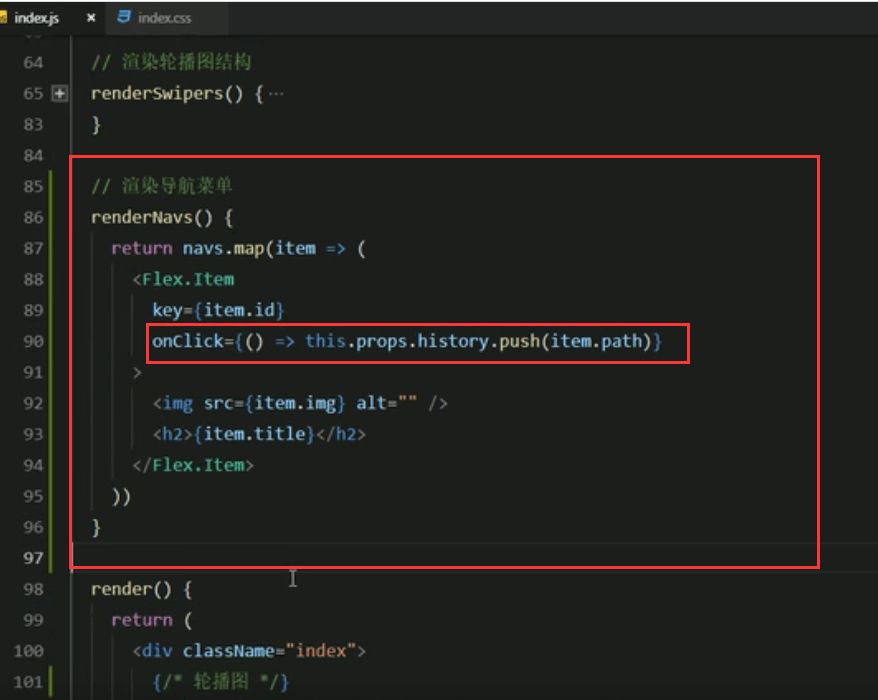 index.js × index.css
64 // 渲染轮播图结构
65 renderSwipers() { ···
83 }
84
85 // 渲染导航菜单
86 renderNavs() {
87 return navs.map(item => (
88 <Flex.Item
89 key={item.id}
90 onClick={() => this.props.history.push(item.path)}
91 >
92 <img src={item.img} alt="" />
93 <h2>{item.title}</h2>
94 </Flex.Item>
95 ))
96 }
97
98 render() {
99 return (
100 <div className="index">
101 {/* 轮播图 */}